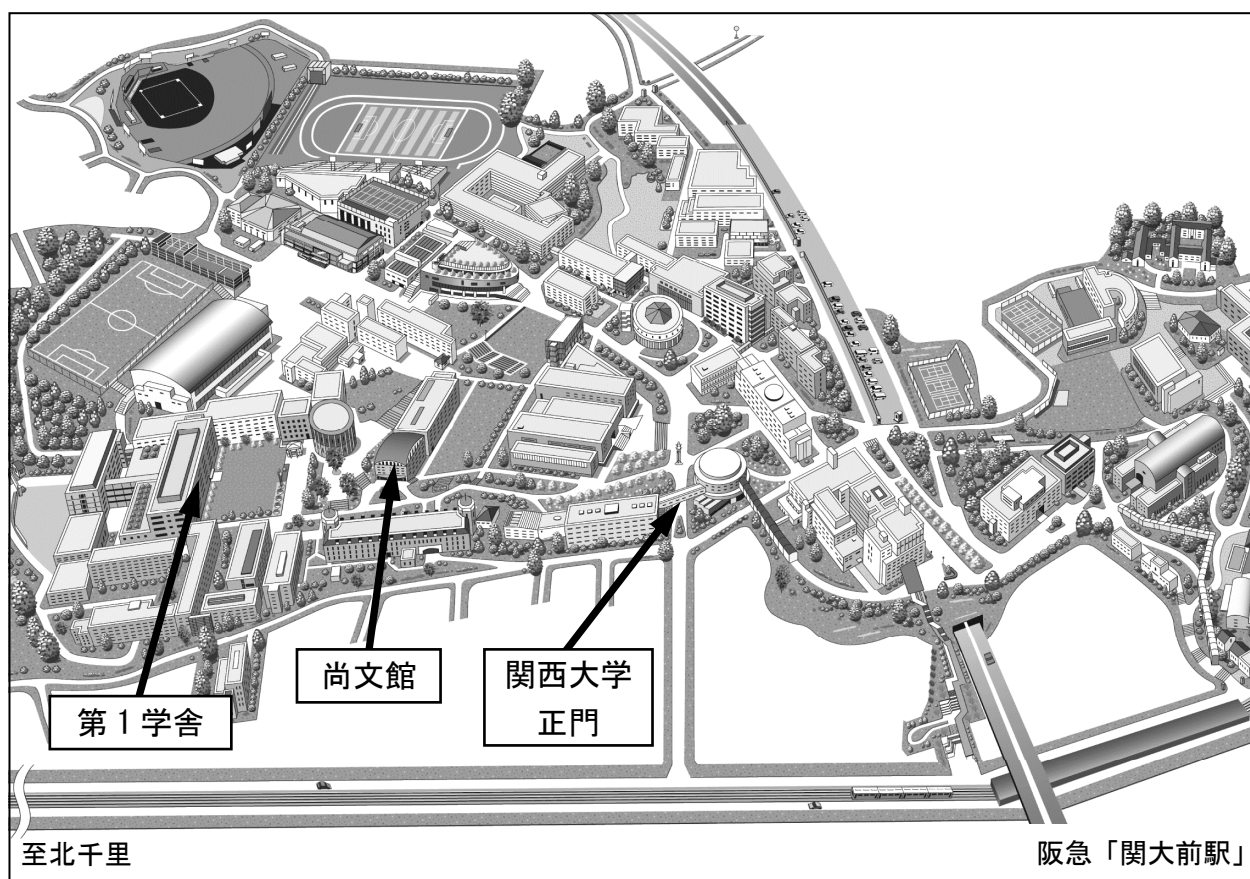 第１学舎
尚文館
関西大学
正門
至北千里
阪急「関大前駅」